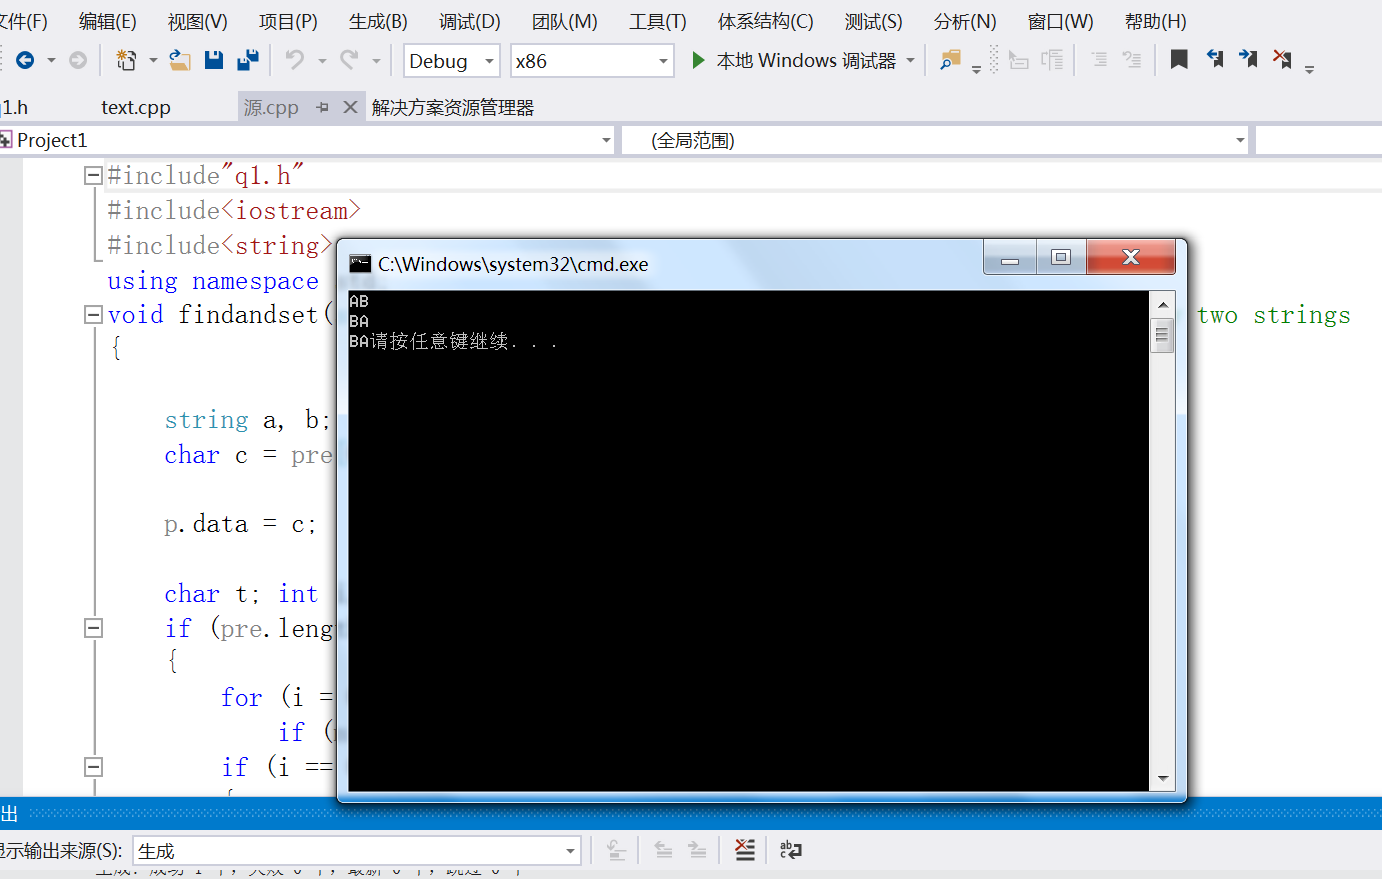 文件(F) 编辑(E) 视图(V) 项目(P) 生成(B) 调试(D) 团队(M) 工具(T) 体系结构(C) 测试(S) 分析(N) 窗口(W) 帮助(H)
Debug x86 本地 Windows 调试器
q1.h text.cpp 源.cpp 解决方案资源管理器
Project1 (全局范围)
#include"q1.h"
#include<iostream>
#include<string>
using namespace
void findandset( two strings
{
string a, b;
char c = pre
p.data = c;
char t; int
if (pre.leng
{
for (i =
if (
if (i ==
{
C:\Windows\system32\cmd.exe
AB
BA
BA请按任意键继续. . .
出
显示输出来源(S): 生成